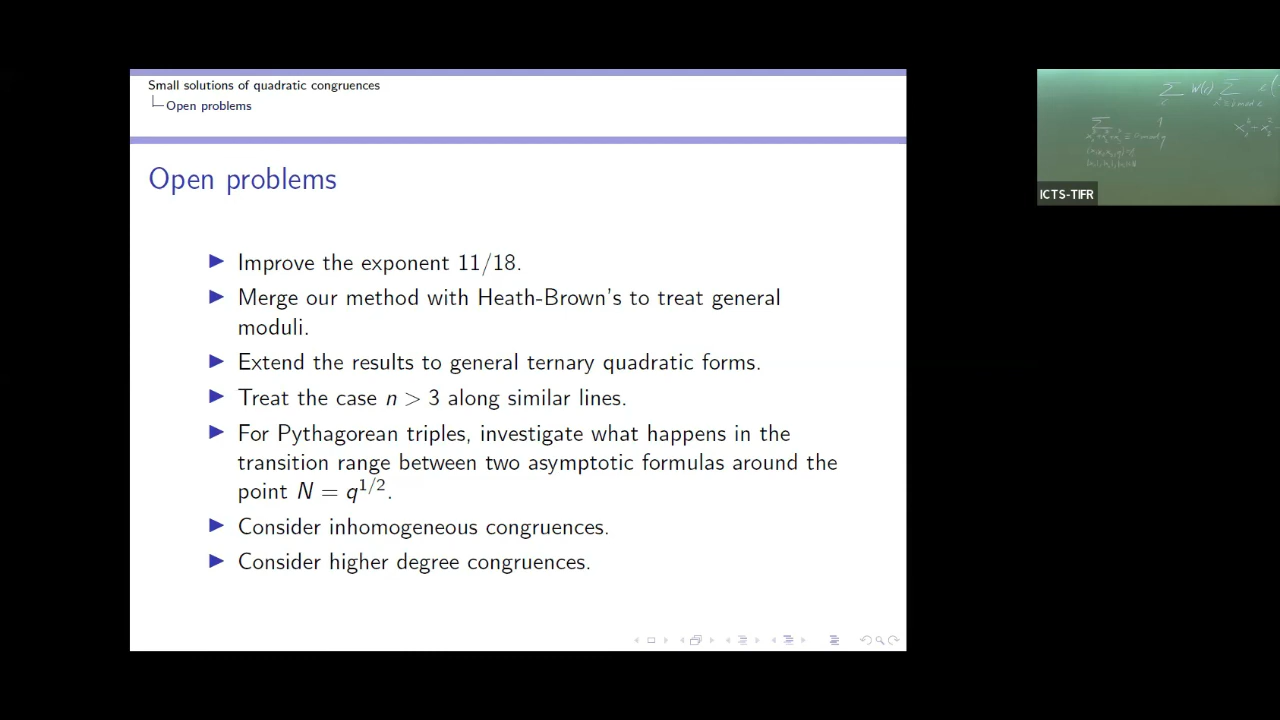 Small solutions of quadratic congruences
Open problems
Open problems
Improve the exponent 11/18.
Merge our method with Heath-Brown's to treat general
moduli.
Extend the results to general ternary quadratic forms.
Treat the case n > 3 along similar lines.
For Pythagorean triples, investigate what happens in the
transition range between two asymptotic formulas around the
point N = q^{1/2}.
Consider inhomogeneous congruences.
Consider higher degree congruences.
ICTS-TIFR